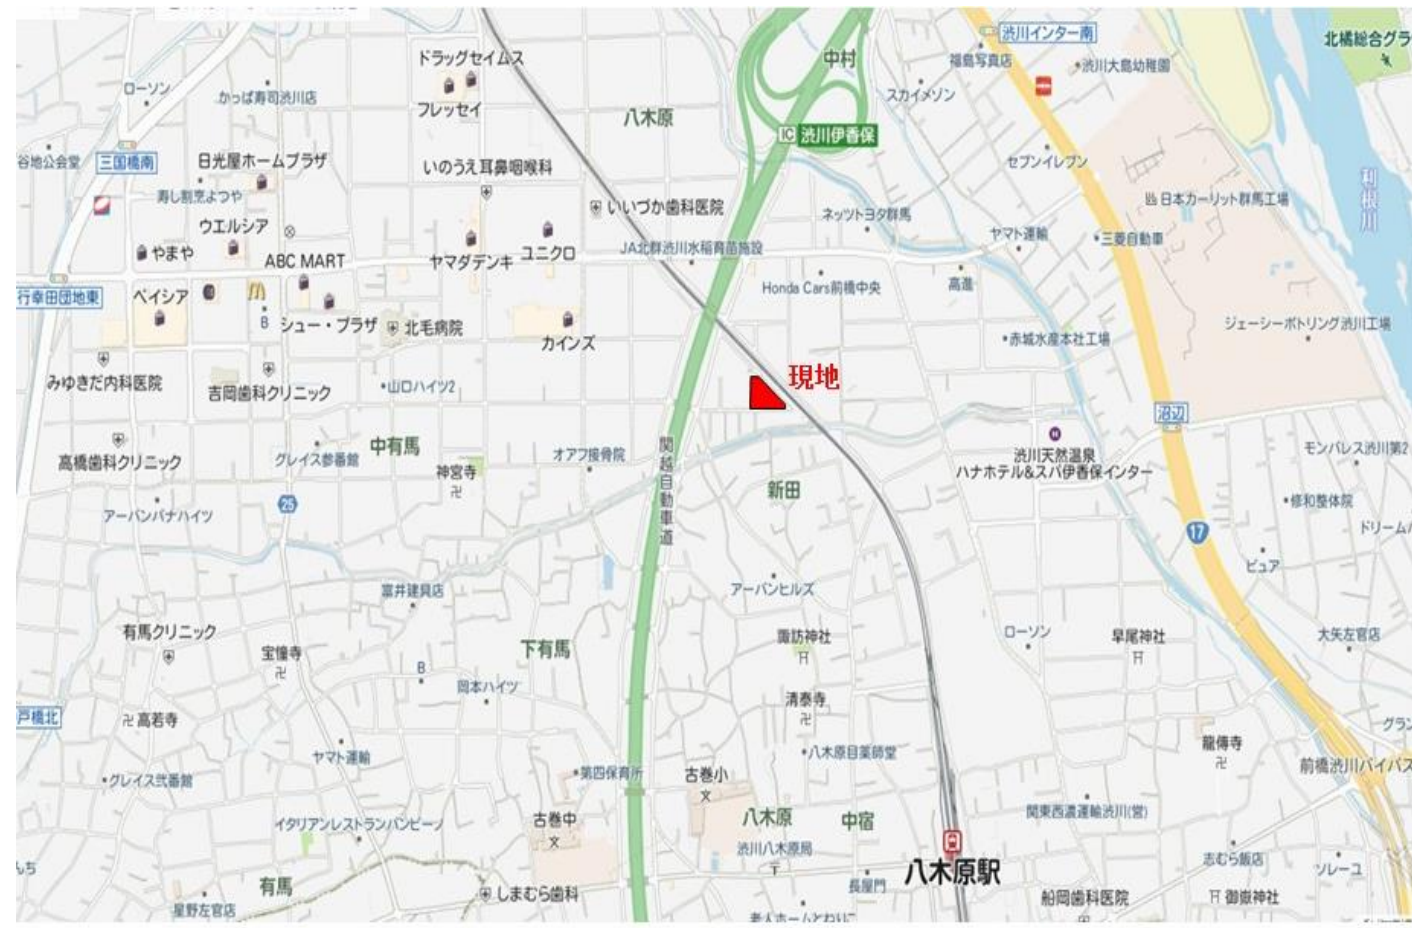 渋川インター南
北橘総合グラ
ドラッグセイムス
中村
福島写真店
渋川大島幼稚園
ローソン
かっぱ寿司渋川店
フレッセイ
八木原
スカイメゾン
IC 渋川伊香保
谷地公会堂
三国橋南
日光屋ホームプラザ
いのうえ耳鼻咽喉科
セブンイレブン
利根川
寿し割烹よつや
いいづか歯科医院
ネッツトヨタ群馬
日本カーリット群馬工場
ウエルシア
ヤマト運輸
三菱自動車
やまや
ABC MART
ヤマダデンキ
ユニクロ
JA北群渋川水稲育苗施設
行幸田団地東
ベイシア
Honda Cars前橋中央
高進
B
シュー・プラザ
北毛病院
カインズ
赤城水産本社工場
ジェーシーボトリング渋川工場
みゆきだ内科医院
吉岡歯科クリニック
山口ハイツ2
現地
沼辺
高橋歯科クリニック
グレイス参番館
中有馬
神宮寺
オアフ接骨院
関越自動車道
渋川天然温泉
ハナホテル&スパ伊香保インター
モンパレス渋川第2
新田
25
アーバンバナハイツ
修和整体院
ドリーム
17
ピュア
富井建具店
アーバンヒルズ
有馬クリニック
宝憧寺
下有馬
諏訪神社
ローソン
早尾神社
大矢左官店
B
岡本ハイツ
清泰寺
戸橋北
高若寺
グラン
ヤマト運輸
八木原目薬師堂
龍傳寺
グレイス弐番館
第四保育所
古巻小
前橋渋川バイパス
イタリアンレストランバンビーノ
古巻中
八木原
中宿
関東西濃運輸渋川(営)
渋川八木原局
八木原駅
志むら飯店
ソレーユ
んち
有馬
しまむら歯科
長屋門
船岡歯科医院
御嶽神社
星野左官店